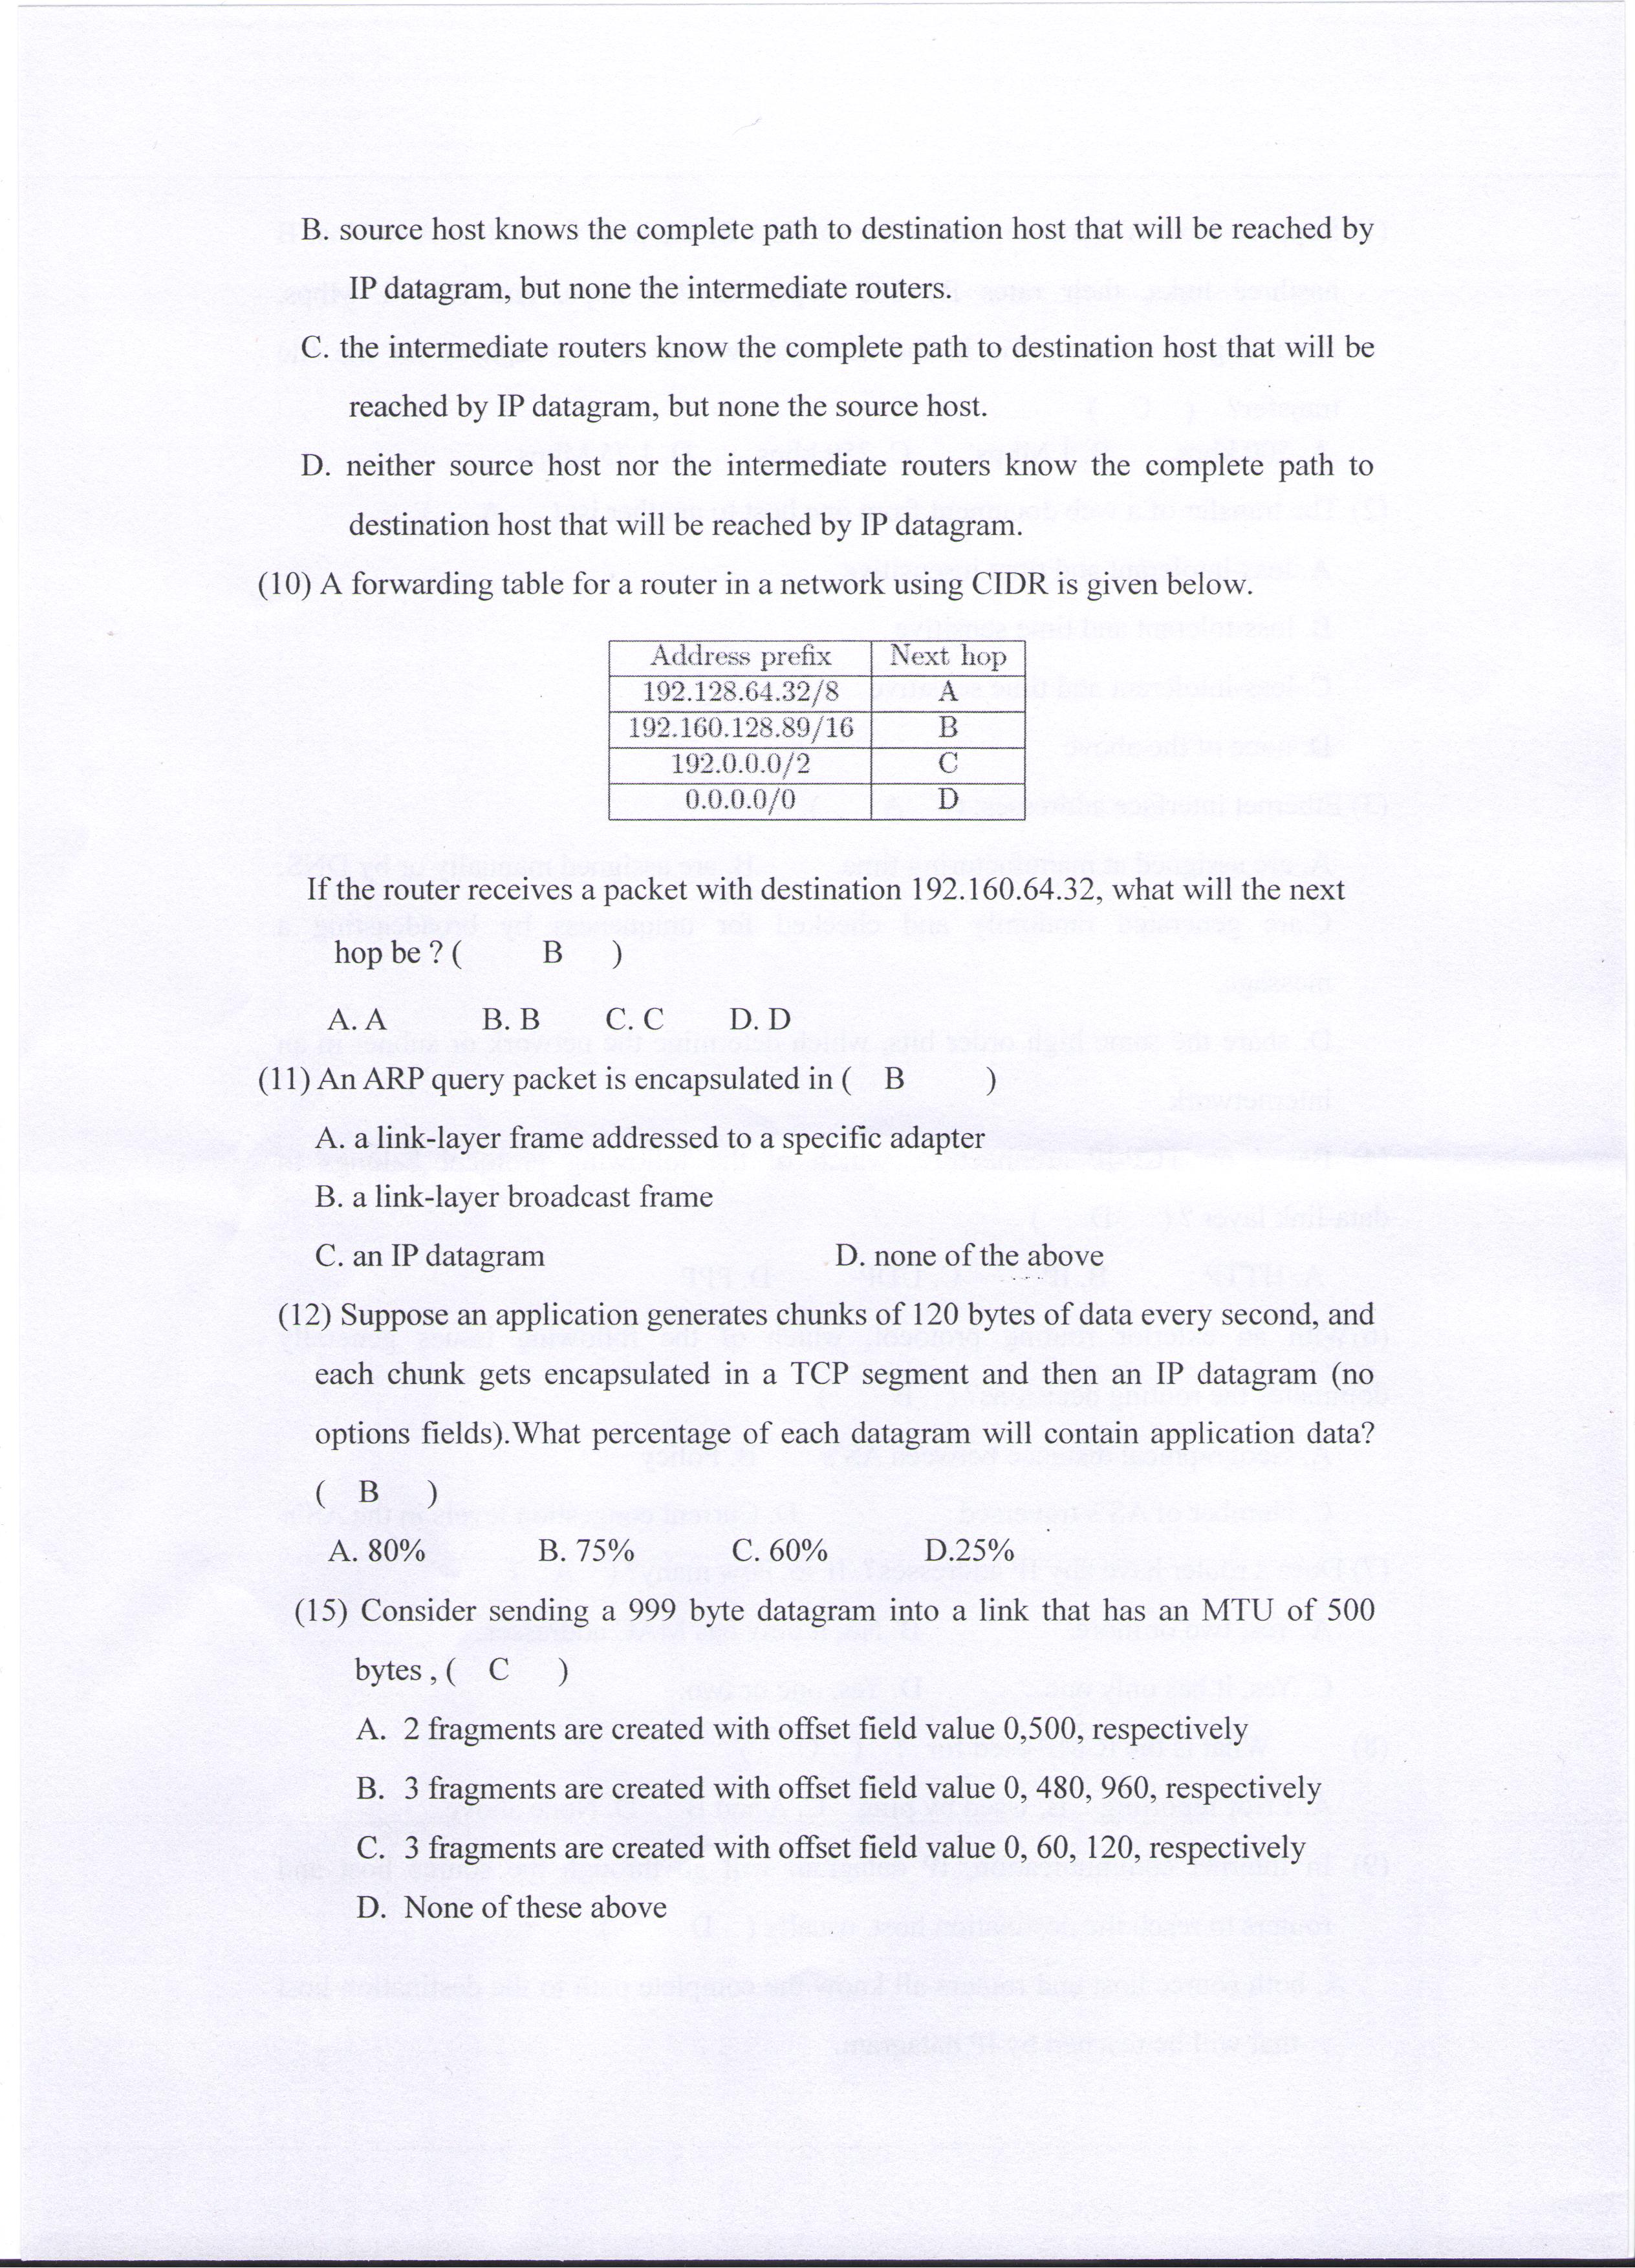 B. source host knows the complete path to destination host that will be reached by
IP datagram, but none the intermediate routers.
C. the intermediate routers know the complete path to destination host that will be
reached by IP datagram, but none the source host.
D. neither source host nor the intermediate routers know the complete path to
destination host that will be reached by IP datagram.
(10) A forwarding table for a router in a network using CIDR is given below.
Address prefix Next hop
192.128.64.32/8 A
192.160.128.89/16 B
192.0.0.0/2 C
0.0.0.0/0 D
If the router receives a packet with destination 192.160.64.32, what will the next
hop be ? ( B )
A. A B. B C. C D. D
(11) An ARP query packet is encapsulated in ( B )
A. a link-layer frame addressed to a specific adapter
B. a link-layer broadcast frame
C. an IP datagram D. none of the above
(12) Suppose an application generates chunks of 120 bytes of data every second, and
each chunk gets encapsulated in a TCP segment and then an IP datagram (no
options fields).What percentage of each datagram will contain application data?
( B )
A. 80% B. 75% C. 60% D.25%
(15) Consider sending a 999 byte datagram into a link that has an MTU of 500
bytes , ( C )
A. 2 fragments are created with offset field value 0,500, respectively
B. 3 fragments are created with offset field value 0, 480, 960, respectively
C. 3 fragments are created with offset field value 0, 60, 120, respectively
D. None of these above